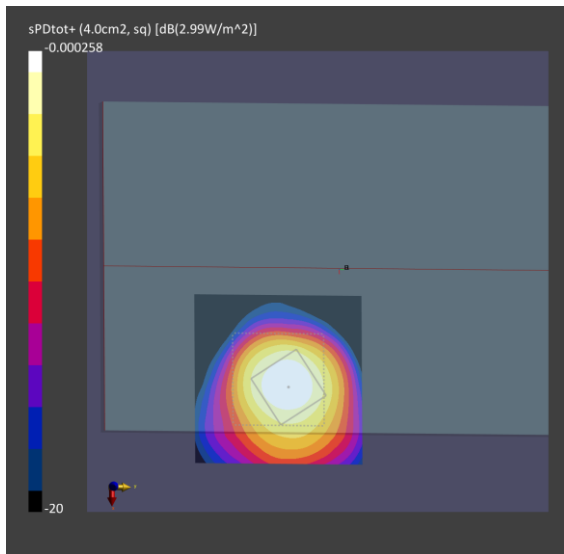 sPDtot+ (4.0cm2, sq) [dB(2.99W/m^2)]
-0.000258
a
-20